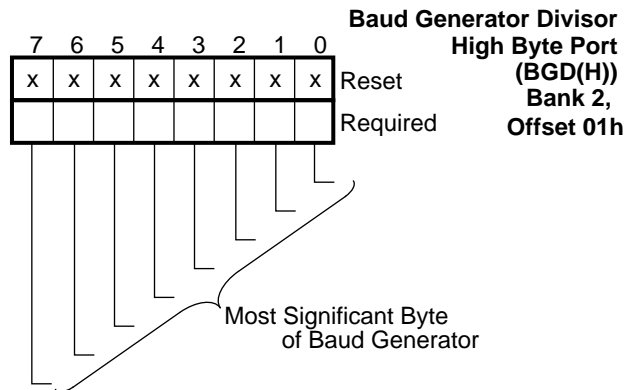 Baud Generator Divisor
High Byte Port
(BGD(H))
Bank 2,
Offset 01h
7 6 5 4 3 2 1 0
x x x x x x x x Reset
Required
Most Significant Byte
of Baud Generator